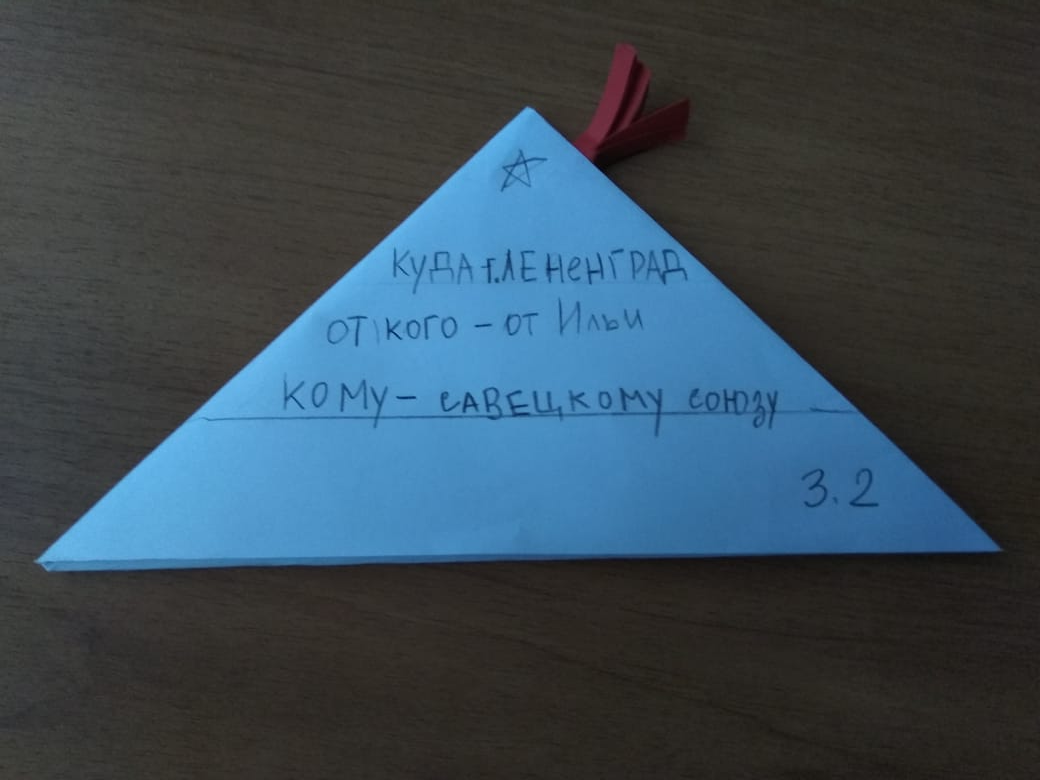 КУДА г.ЛЕНеНГРАД
ОТ КОГО – ОТ Ильи
КОМУ – САВЕЦКОМУ СОЮЗУ
3.2